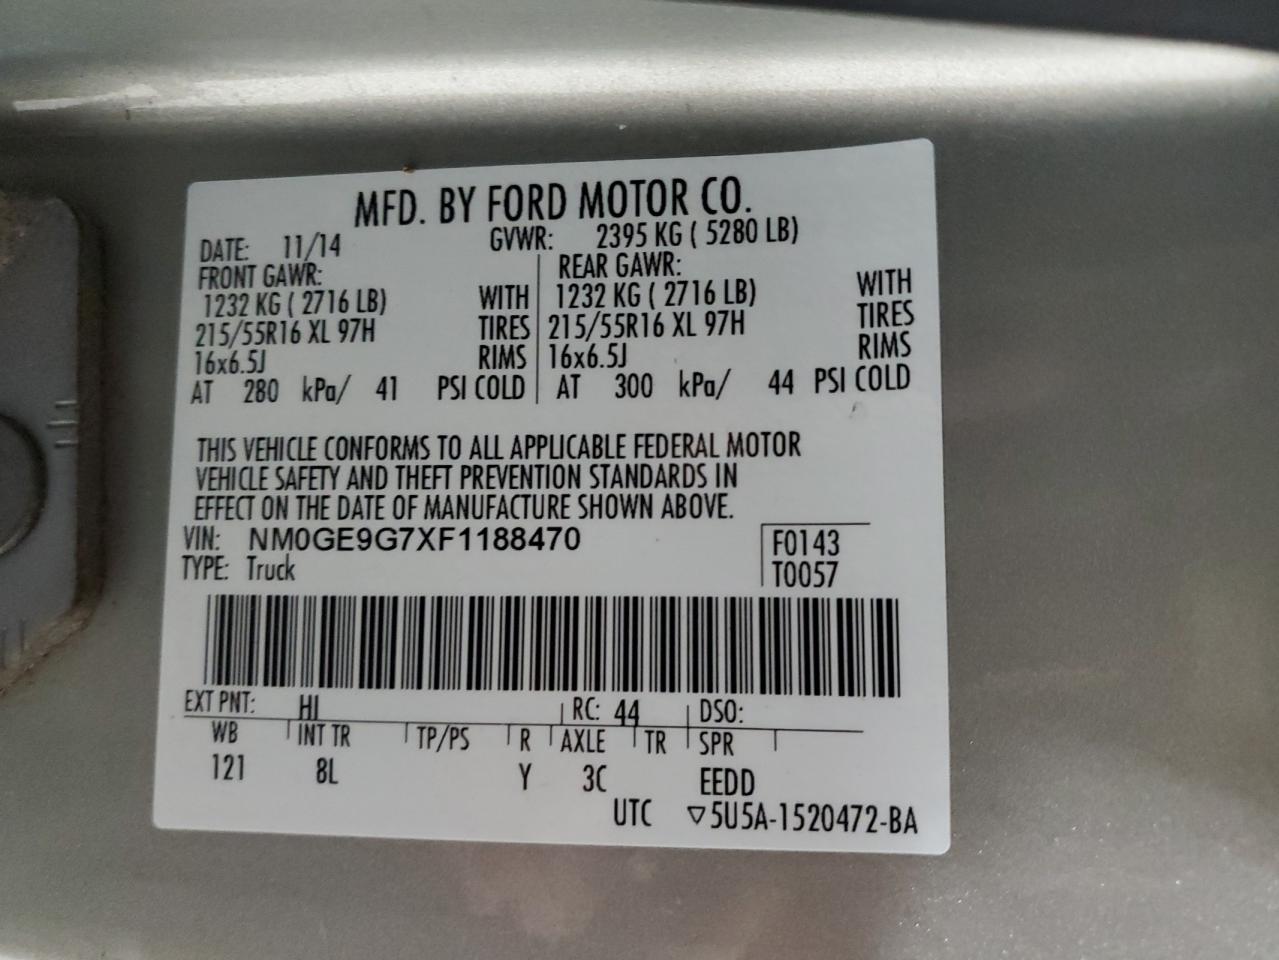 MFD. BY FORD MOTOR CO.
DATE: 11/14 GVWR: 2395 KG ( 5280 LB)
FRONT GAWR: REAR GAWR:
1232 KG ( 2716 LB) WITH 1232 KG ( 2716 LB) WITH
215/55R16 XL 97H TIRES 215/55R16 XL 97H TIRES
16x6.5J RIMS 16x6.5J RIMS
AT 280 kPa/ 41 PSI COLD AT 300 kPa/ 44 PSI COLD
THIS VEHICLE CONFORMS TO ALL APPLICABLE FEDERAL MOTOR
VEHICLE SAFETY AND THEFT PREVENTION STANDARDS IN
EFFECT ON THE DATE OF MANUFACTURE SHOWN ABOVE.
VIN: NM0GE9G7XF1188470 F0143
TYPE: Truck T0057
EXT PNT: HI RC: 44 DSO:
WB INT TR TP/PS R AXLE TR SPR
121 8L Y 3C EEDD
UTC ▽5U5A-1520472-BA